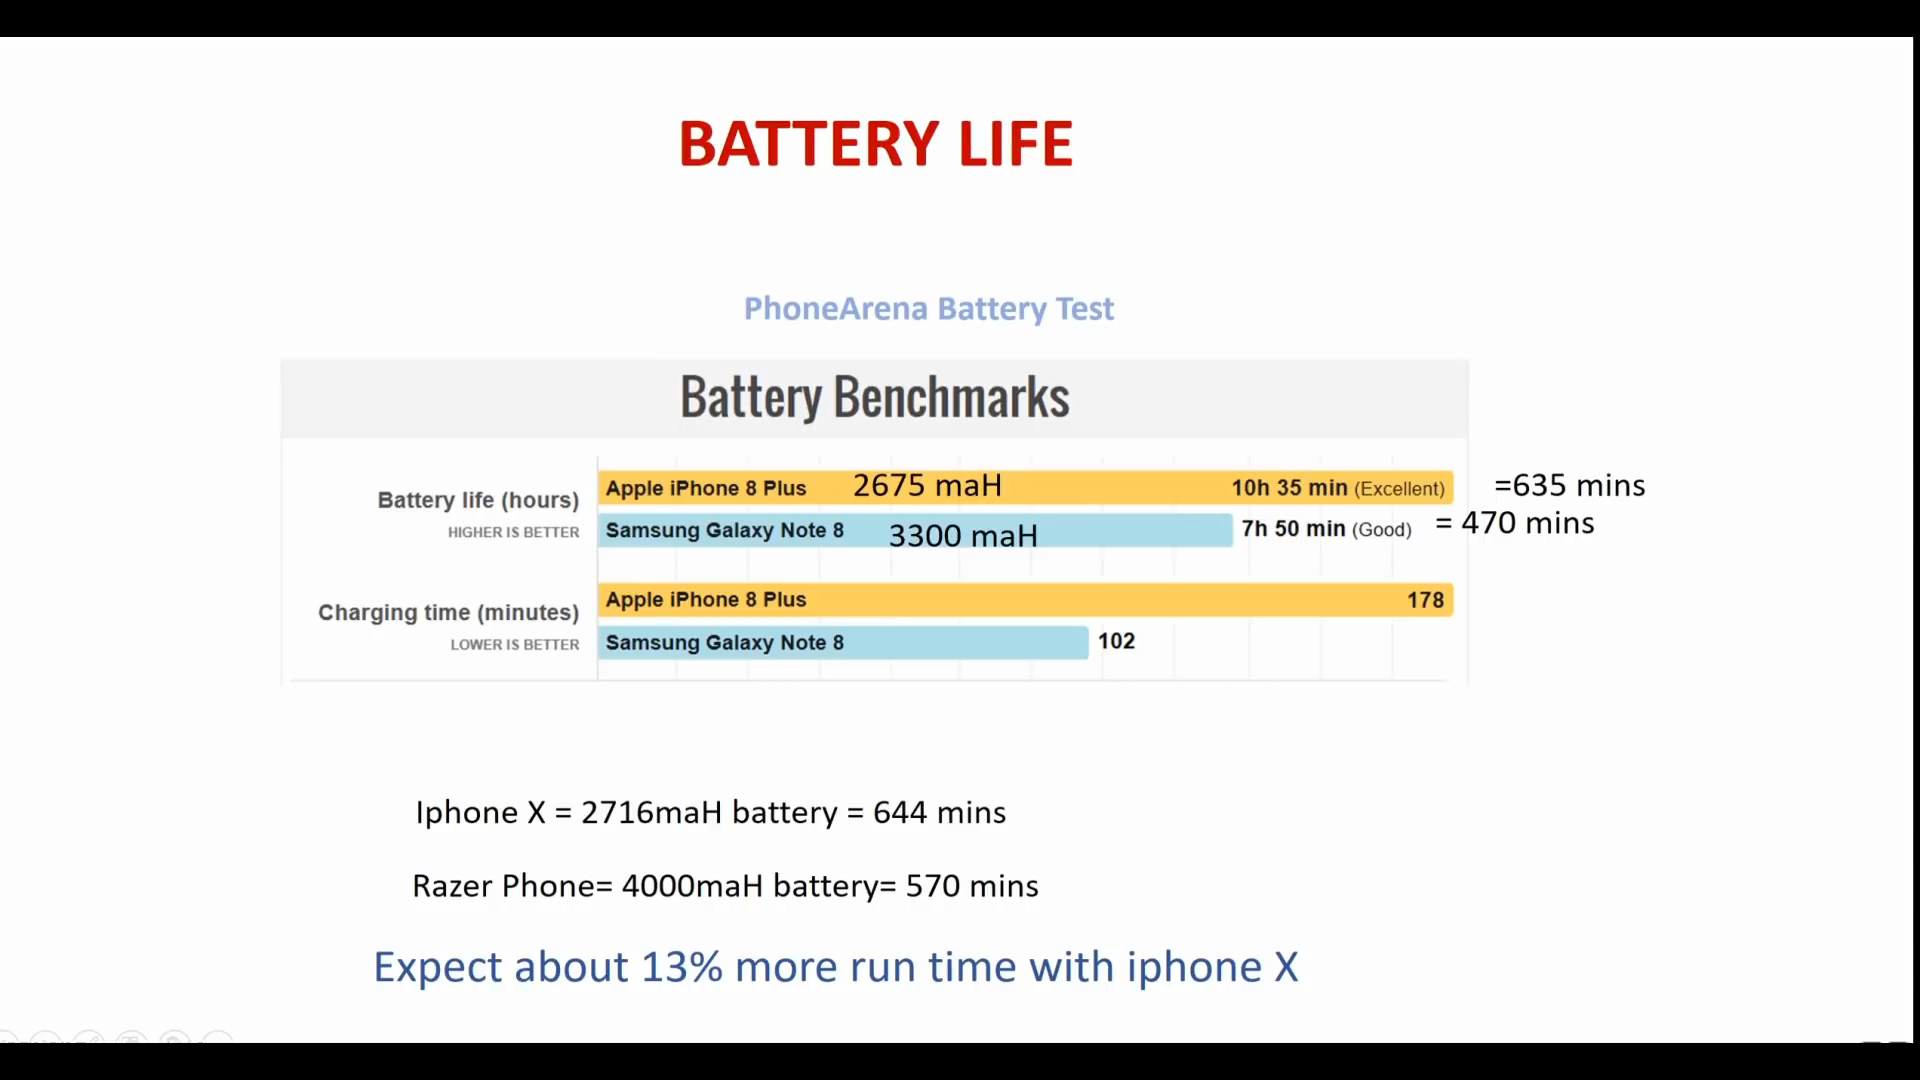 BATTERY LIFE
PhoneArena Battery Test
Battery Benchmarks
Battery life (hours)
HIGHER IS BETTER
Apple iPhone 8 Plus 2675 maH 10h 35 min (Excellent) =635 mins
Samsung Galaxy Note 8 3300 maH 7h 50 min (Good) = 470 mins
Charging time (minutes)
LOWER IS BETTER
Apple iPhone 8 Plus 178
Samsung Galaxy Note 8 102
Iphone X = 2716maH battery = 644 mins
Razer Phone= 4000maH battery= 570 mins
Expect about 13% more run time with iphone X